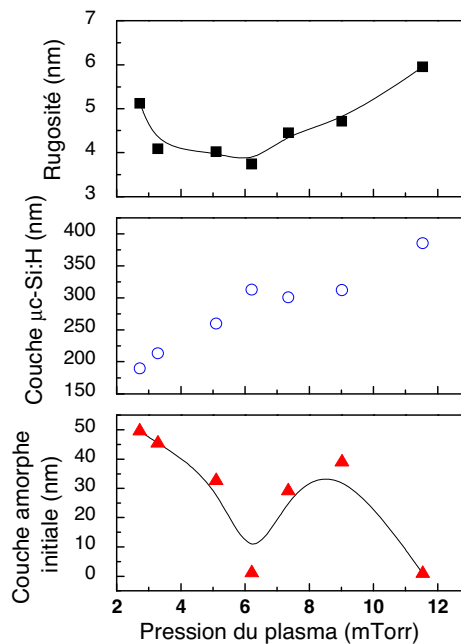 Rugosité (nm)
7
6
5
4
3
Couche µc-Si:H (nm)
400
350
300
250
200
150
Couche amorphe
initiale (nm)
50
40
30
20
10
0
2 4 6 8 10 12
Pression du plasma (mTorr)